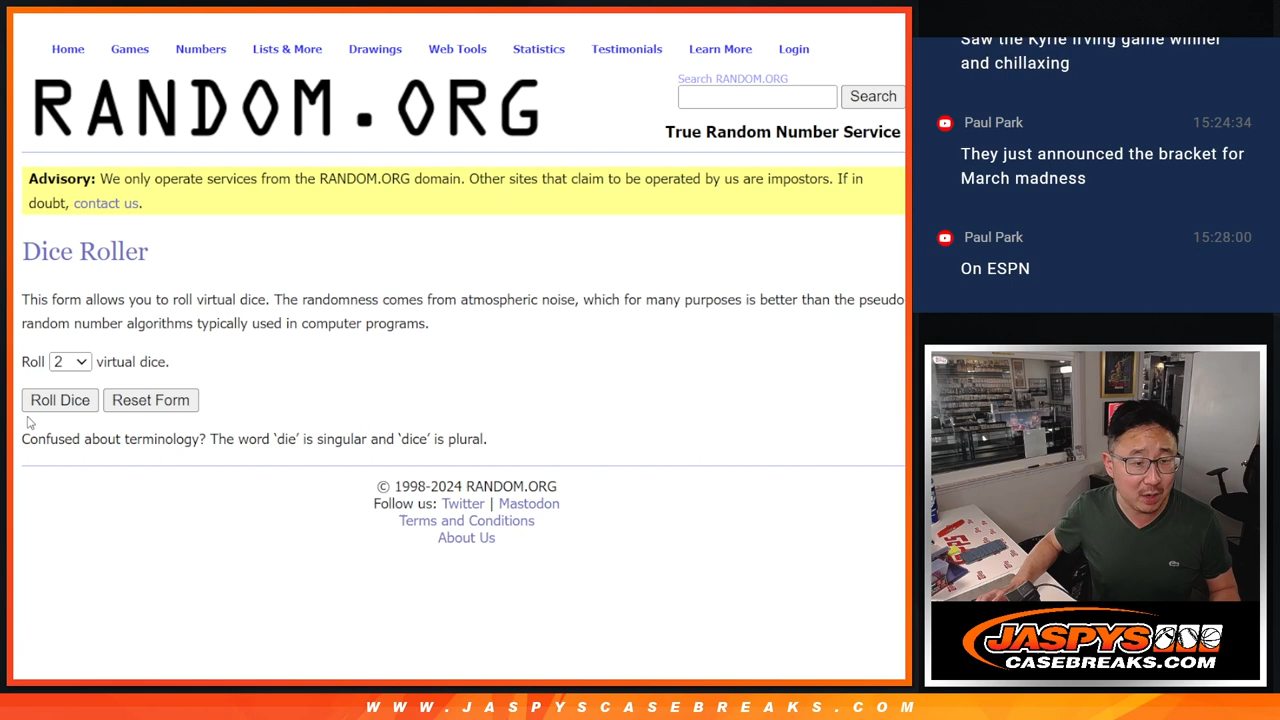 Home Games Numbers Lists & More Drawings Web Tools Statistics Testimonials Learn More Login
RANDOM.ORG
Search RANDOM.ORG
Search
True Random Number Service
Advisory: We only operate services from the RANDOM.ORG domain. Other sites that claim to be operated by us are impostors. If in
doubt, contact us.
Dice Roller
This form allows you to roll virtual dice. The randomness comes from atmospheric noise, which for many purposes is better than the pseudo
random number algorithms typically used in computer programs.
Roll 2 virtual dice.
Roll Dice Reset Form
Confused about terminology? The word ‘die’ is singular and ‘dice’ is plural.
© 1998-2024 RANDOM.ORG
Follow us: Twitter | Mastodon
Terms and Conditions
About Us
Saw the Kyrie Irving game winner
and chillaxing
Paul Park 15:24:34
They just announced the bracket for
March madness
Paul Park 15:28:00
On ESPN
JASPYS
CASEBREAKS.COM
WWW.JASPYSCASEBREAKS.COM